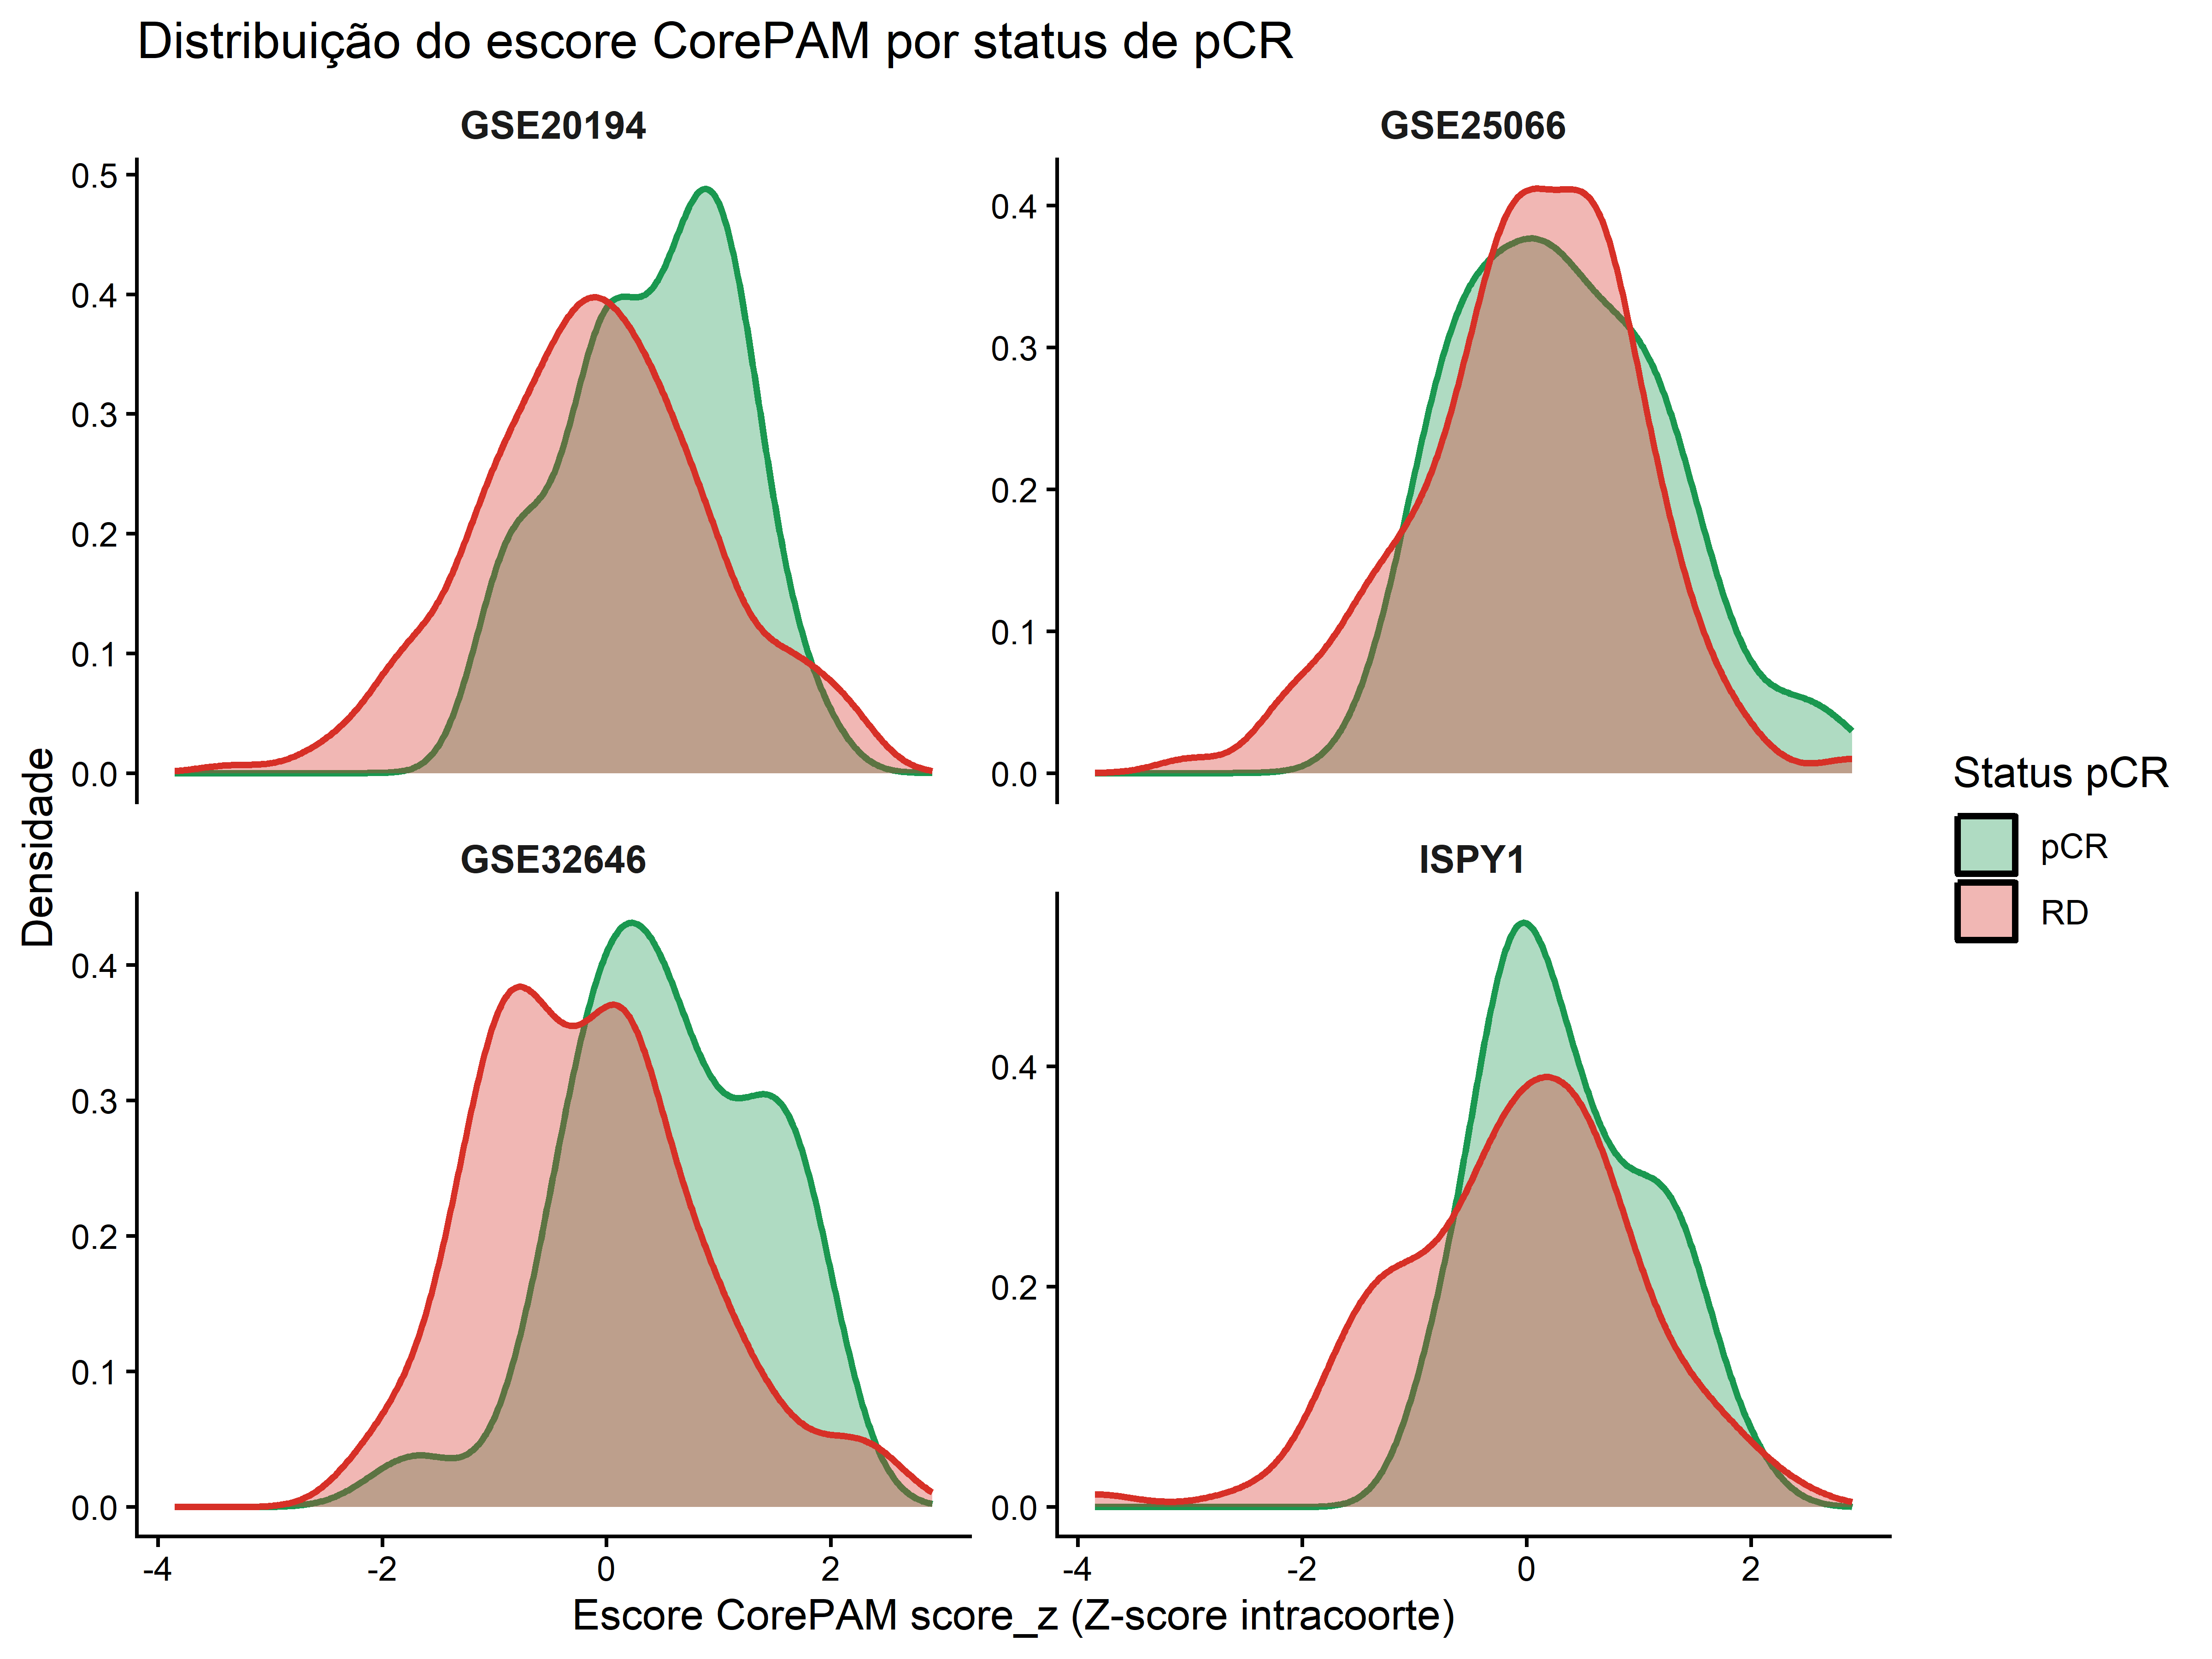 Distribuição do escore CorePAM por status de pCR
GSE20194
GSE25066
0.5
0.4
0.3
0.2
0.1
0.0
0.4
0.3
0.2
0.1
0.0
Densidade
GSE32646
ISPY1
0.4
0.3
0.2
0.1
0.0
0.4
0.2
0.0
-4 -2 0 2
-4 -2 0 2
Escore CorePAM score_z (Z-score intracoorte)
Status pCR
pCR
RD